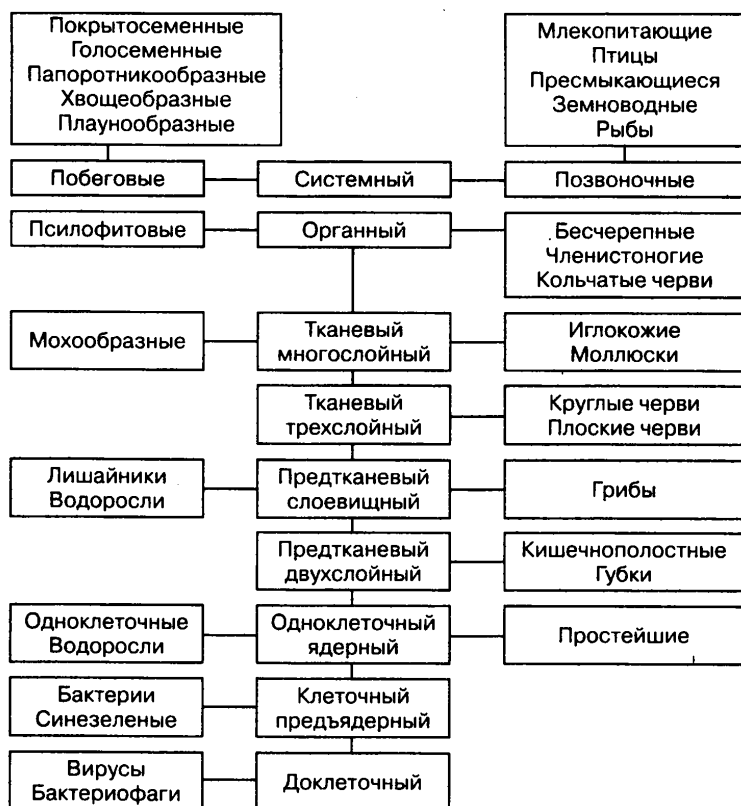 Покрытосеменные
Голосеменные
Папоротникообразные
Хвощеобразные
Плаунообразные
Млекопитающие
Птицы
Пресмыкающиеся
Земноводные
Рыбы
Побеговые
Системный
Позвоночные
Псилофитовые
Органный
Бесчерепные
Членистоногие
Кольчатые черви
Мохообразные
Тканевый
многослойный
Иглокожие
Моллюски
Тканевый
трехслойный
Круглые черви
Плоские черви
Лишайники
Водоросли
Предтканевый
слоевищный
Грибы
Предтканевый
двухслойный
Кишечнополостные
Губки
Одноклеточные
Водоросли
Одноклеточный
ядерный
Простейшие
Бактерии
Синезеленые
Клеточный
предъядерный
Вирусы
Бактериофаги
Доклеточный